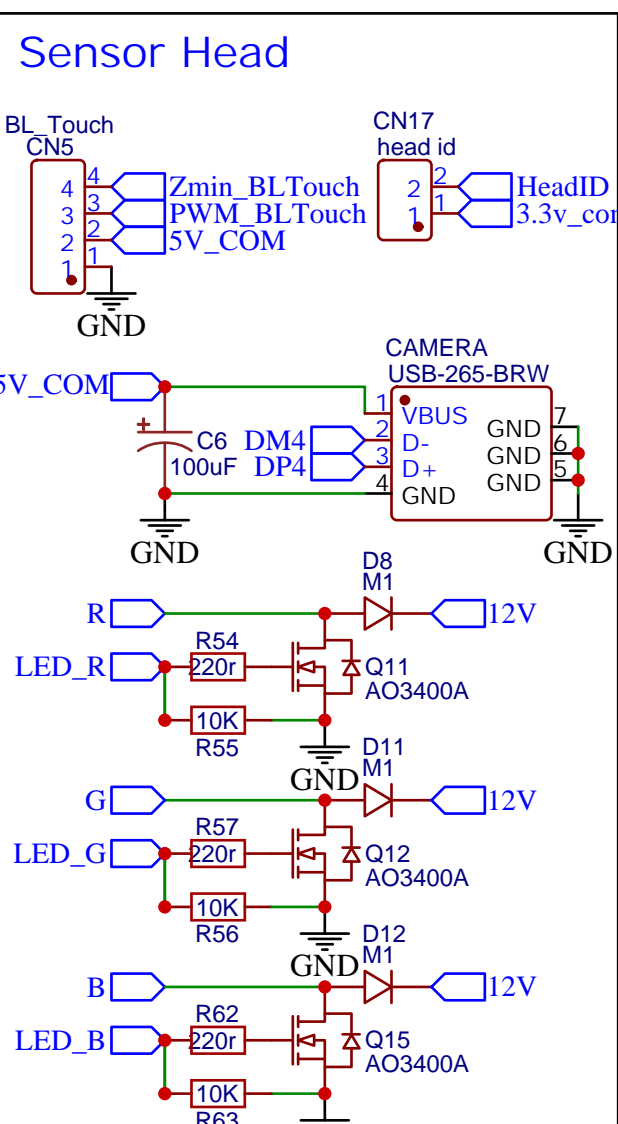 Sensor Head
BL_Touch
CN5
4 4 Zmin_BLTouch
3 3 PWM_BLTouch
2 2 5V_COM
1 1
GND
CN17
head id
2 2 HeadID
1 1
5V_COM
C6
100uF
+
GND
CAMERA
USB-265-BRW
1 VBUS
DM4 2 D-
DP4 3 D+
4 GND
GND 7
GND 6
GND 5
GND
R
D8
M1
12V
LED_R
R54
220r
Q11
AO3400A
10K
R55
GND
G
D11
M1
12V
LED_G
R57
220r
Q12
AO3400A
10K
R56
GND
B
D12
M1
12V
LED_B
R62
220r
Q15
AO3400A
10K
R63